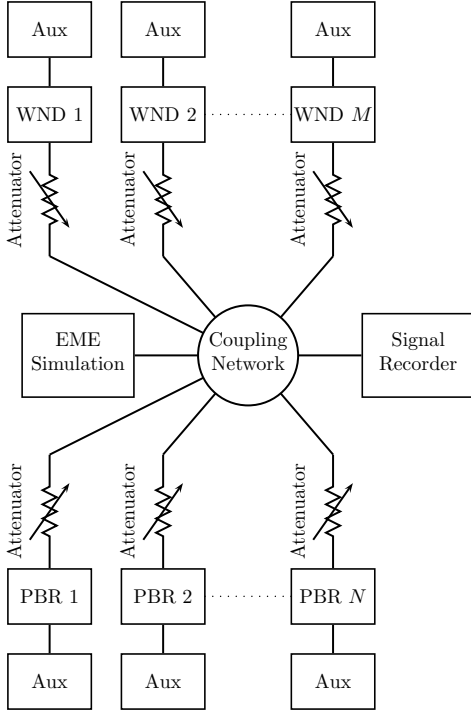 Aux
Aux
Aux
WND 1
WND 2
WND M
Attenuator
Attenuator
Attenuator
EME
Simulation
Coupling
Network
Signal
Recorder
Attenuator
Attenuator
Attenuator
PBR 1
PBR 2
PBR N
Aux
Aux
Aux